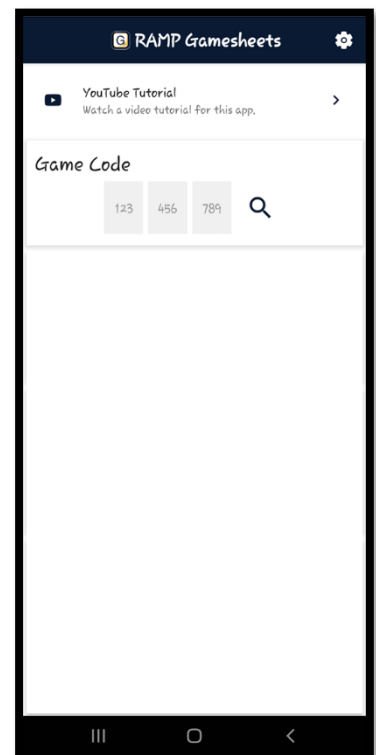 G RAMP Gamesheets
YouTube Tutorial
Watch a video tutorial for this app.
Game Code
123 456 789